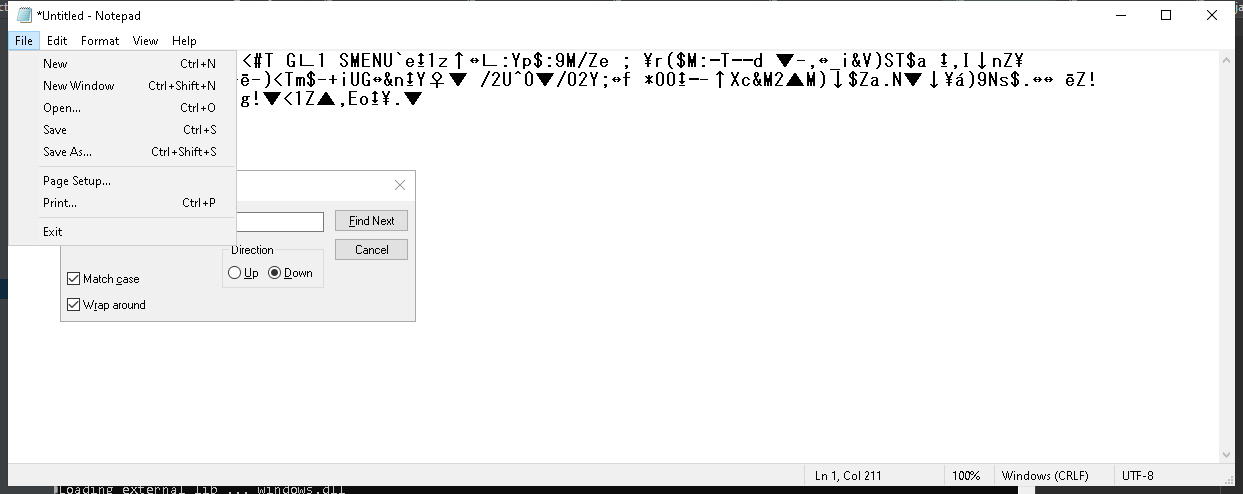 *Untitled - Notepad
File Edit Format View Help
<#T G∟1 SMENU`e↨1z↑↔∟:Yp$:9M/Ze ; ¥r($M:—T——d ▼-,↔_i&V)ST$a ↨,I↓nZ¥
ē-)<Tm$-+iUG↔&n↨Y♀▼ /2U^O▼/O2Y;↔f *OO↨——↑Xc&M2▲M)↓$Za.N▼↓¥á)9Ns$.↔↔ ēZ!
g!▼<1Z▲,Eo↨¥.▼
New Ctrl+N
New Window Ctrl+Shift+N
Open... Ctrl+O
Save Ctrl+S
Save As... Ctrl+Shift+S
Page Setup...
Print... Ctrl+P
Exit
Find Next
Cancel
Direction
Up Down
Match case
Wrap around
Ln 1, Col 211 100% Windows (CRLF) UTF-8
Loading external lib ... windows.dll